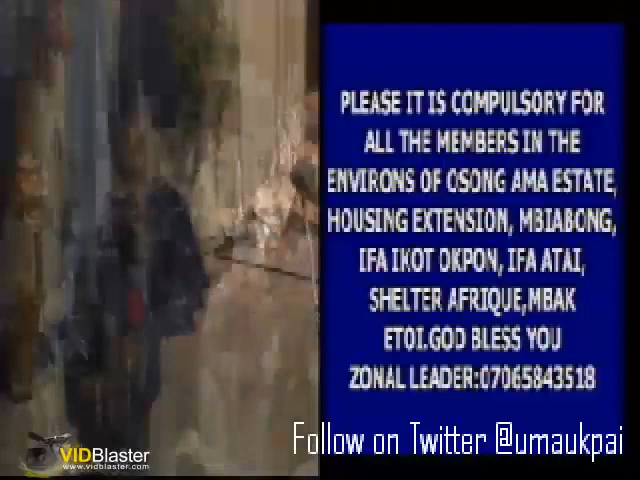 PLEASE IT IS COMPULSORY FOR
ALL THE MEMBERS IN THE
ENVIRONS OF OSONG AMA ESTATE,
HOUSING EXTENSION, MBIABONG,
IFA IKOT OKPON, IFA ATAI,
SHELTER AFRIQUE,MBAK
ETOI.GOD BLESS YOU
ZONAL LEADER:07065843518
Follow on Twitter @umaukpai
VIDBlaster
www.vidblaster.com